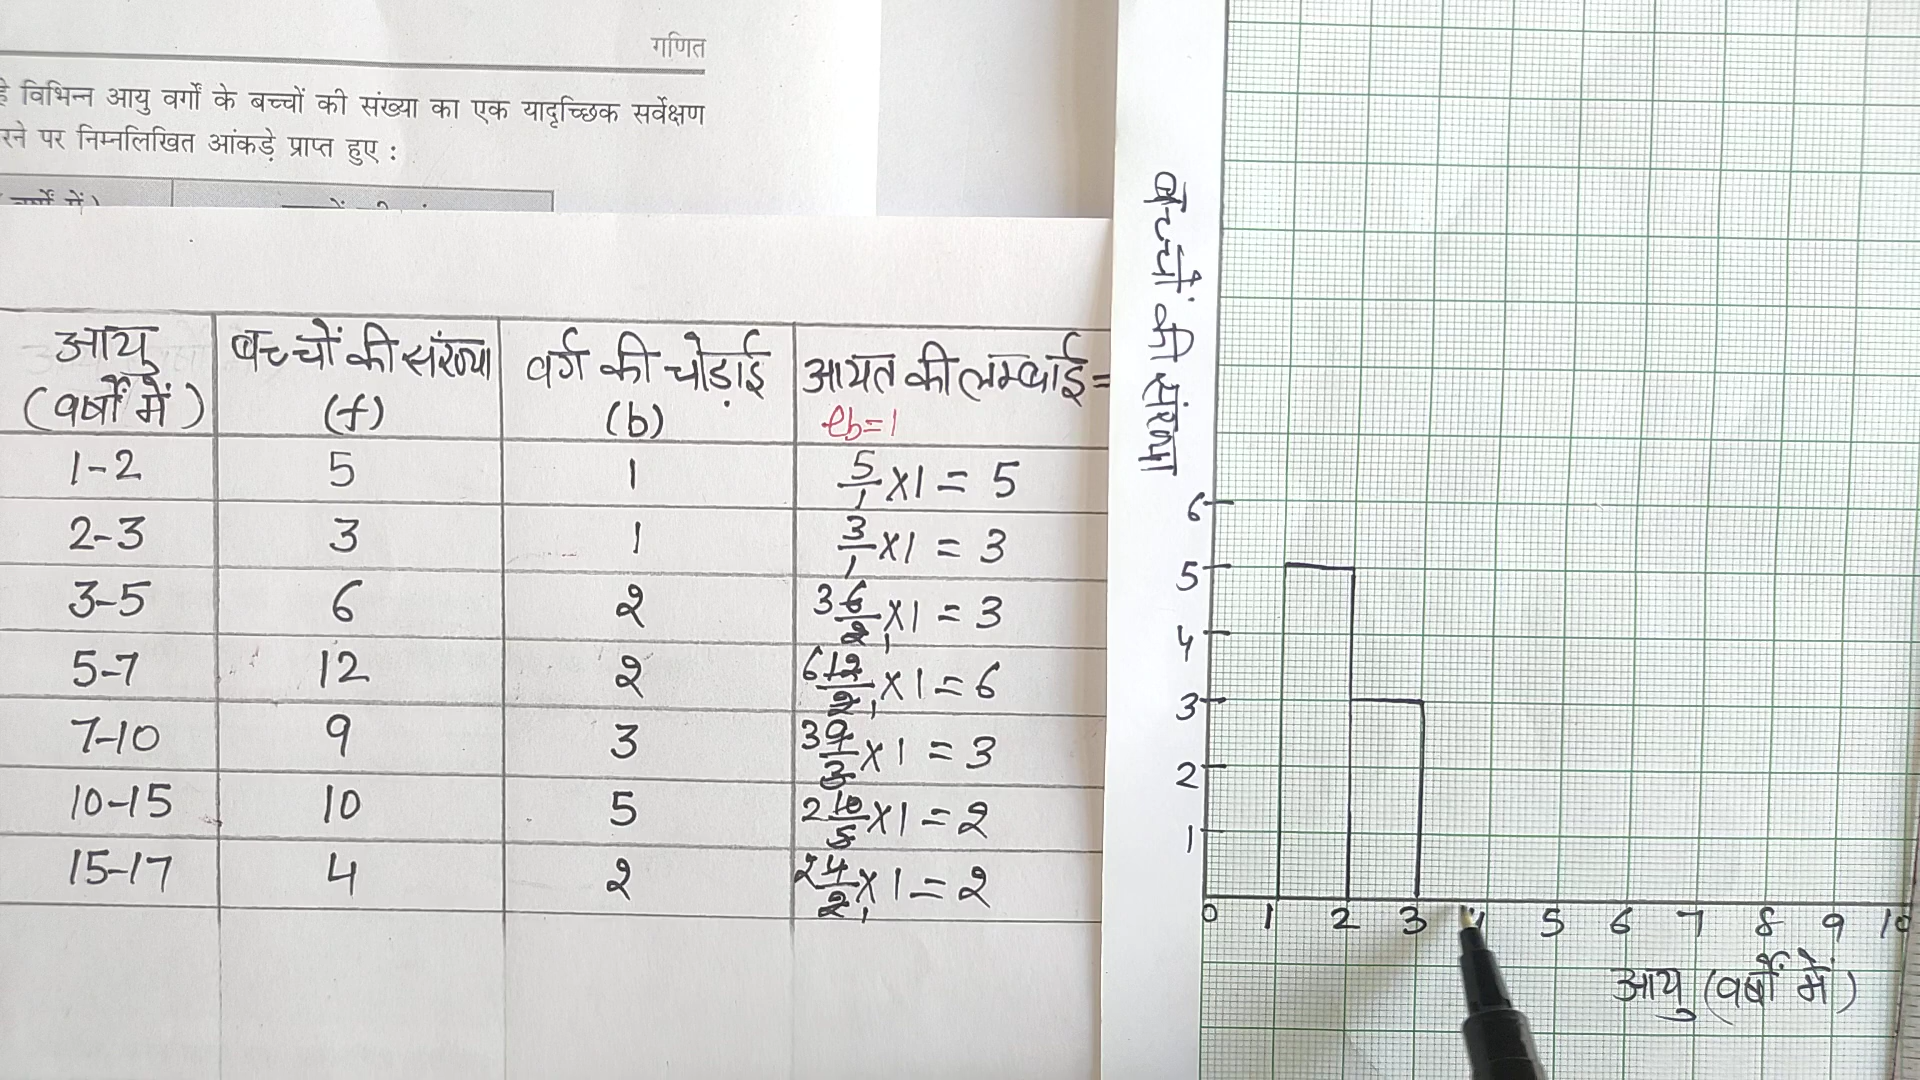 गणित
है विभिन्न आयु वर्गों के बच्चों की संख्या का एक यादृच्छिक सर्वेक्षण
रने पर निम्नलिखित आंकड़े प्राप्त हुए :
आयु (वर्षों में) बच्चों की संख्या (f) वर्ग की चोड़ाई (b) आयत की लम्बाई =
lb=1
1-2 5 1 5/1 x1 = 5
2-3 3 1 3/1 x1 = 3
3-5 6 2 3 6/2 x1 = 3
5-7 12 2 6 12/2 x1 = 6
7-10 9 3 3 9/3 x1 = 3
10-15 10 5 2 10/5 x1 = 2
15-17 4 2 2 4/2 x1 = 2
बच्चों की संख्या
6
5
4
3
2
1
0 1 2 3 4 5 6 7 8 9 10
आयु (वर्षों में)